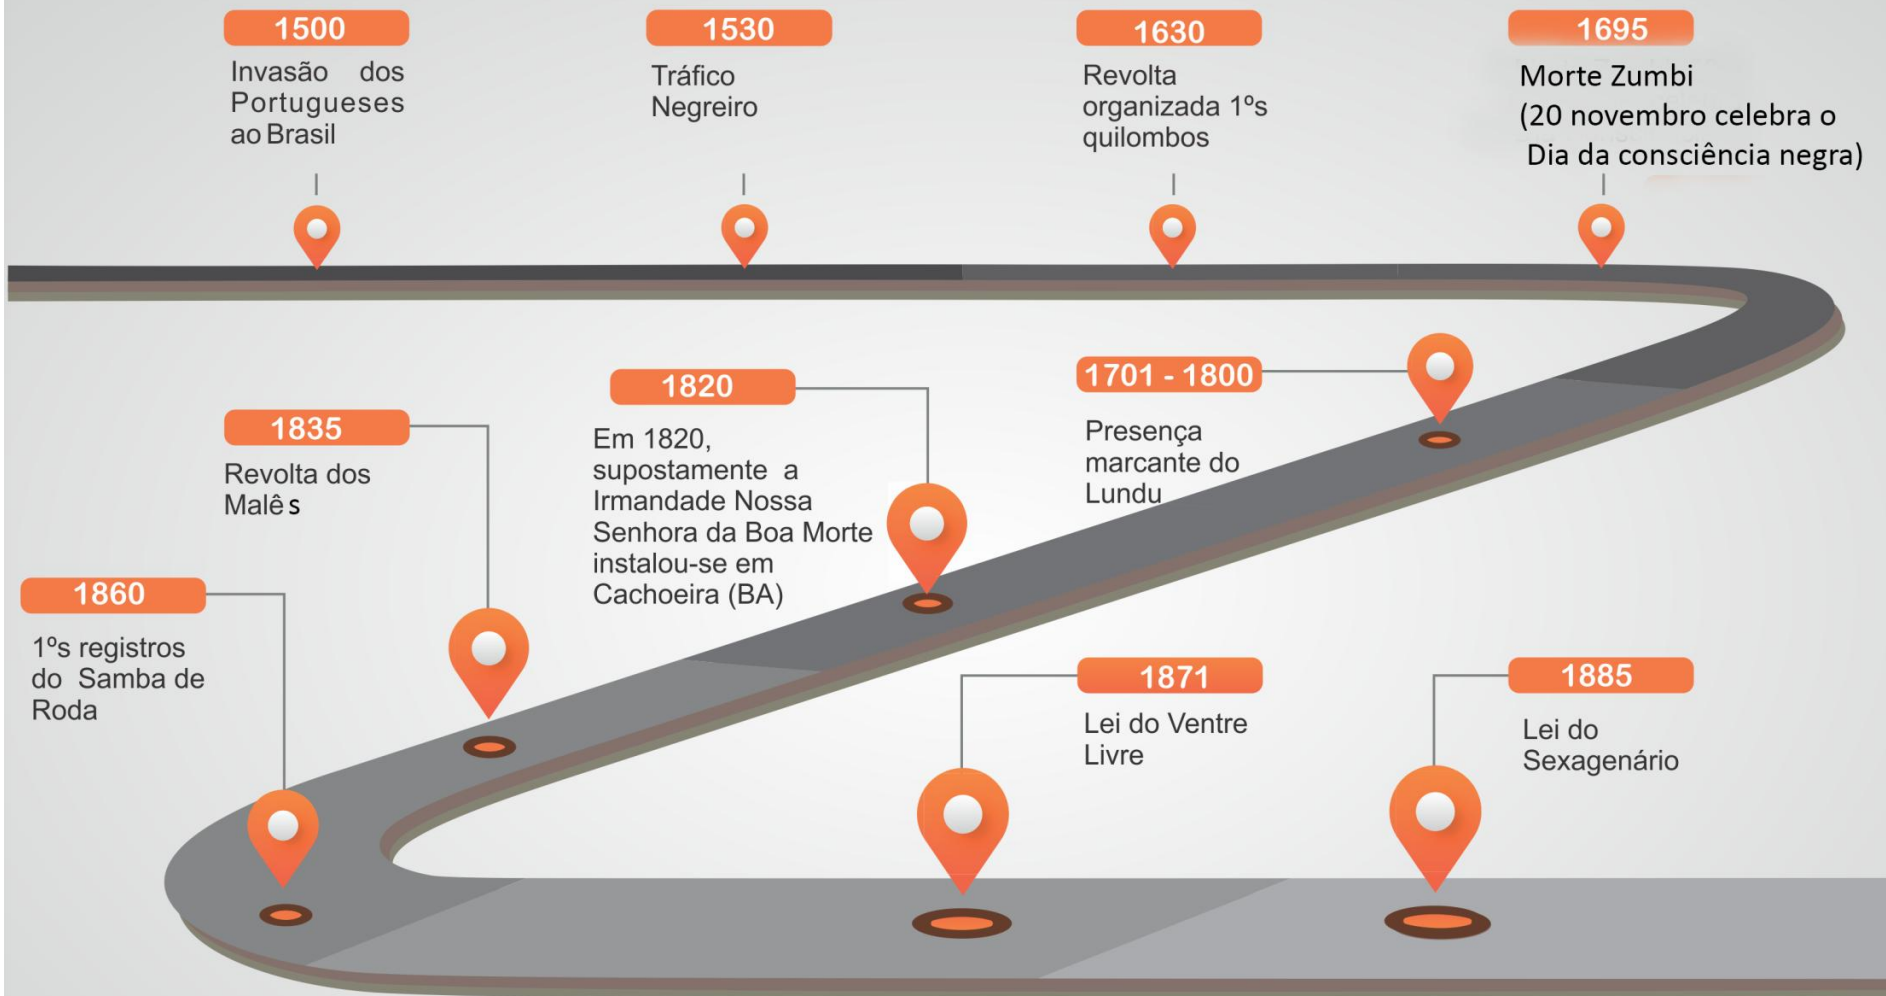 1500
Invasão dos
Portugueses
ao Brasil
1530
Tráfico
Negreiro
1630
Revolta
organizada 1ºs
quilombos
1695
Morte Zumbi
(20 novembro celebra o
Dia da consciência negra)
1701 - 1800
Presença
marcante do
Lundu
1820
Em 1820,
supostamente a
Irmandade Nossa
Senhora da Boa Morte
instalou-se em
Cachoeira (BA)
1835
Revolta dos
Malês
1860
1ºs registros
do Samba de
Roda
1871
Lei do Ventre
Livre
1885
Lei do
Sexagenário